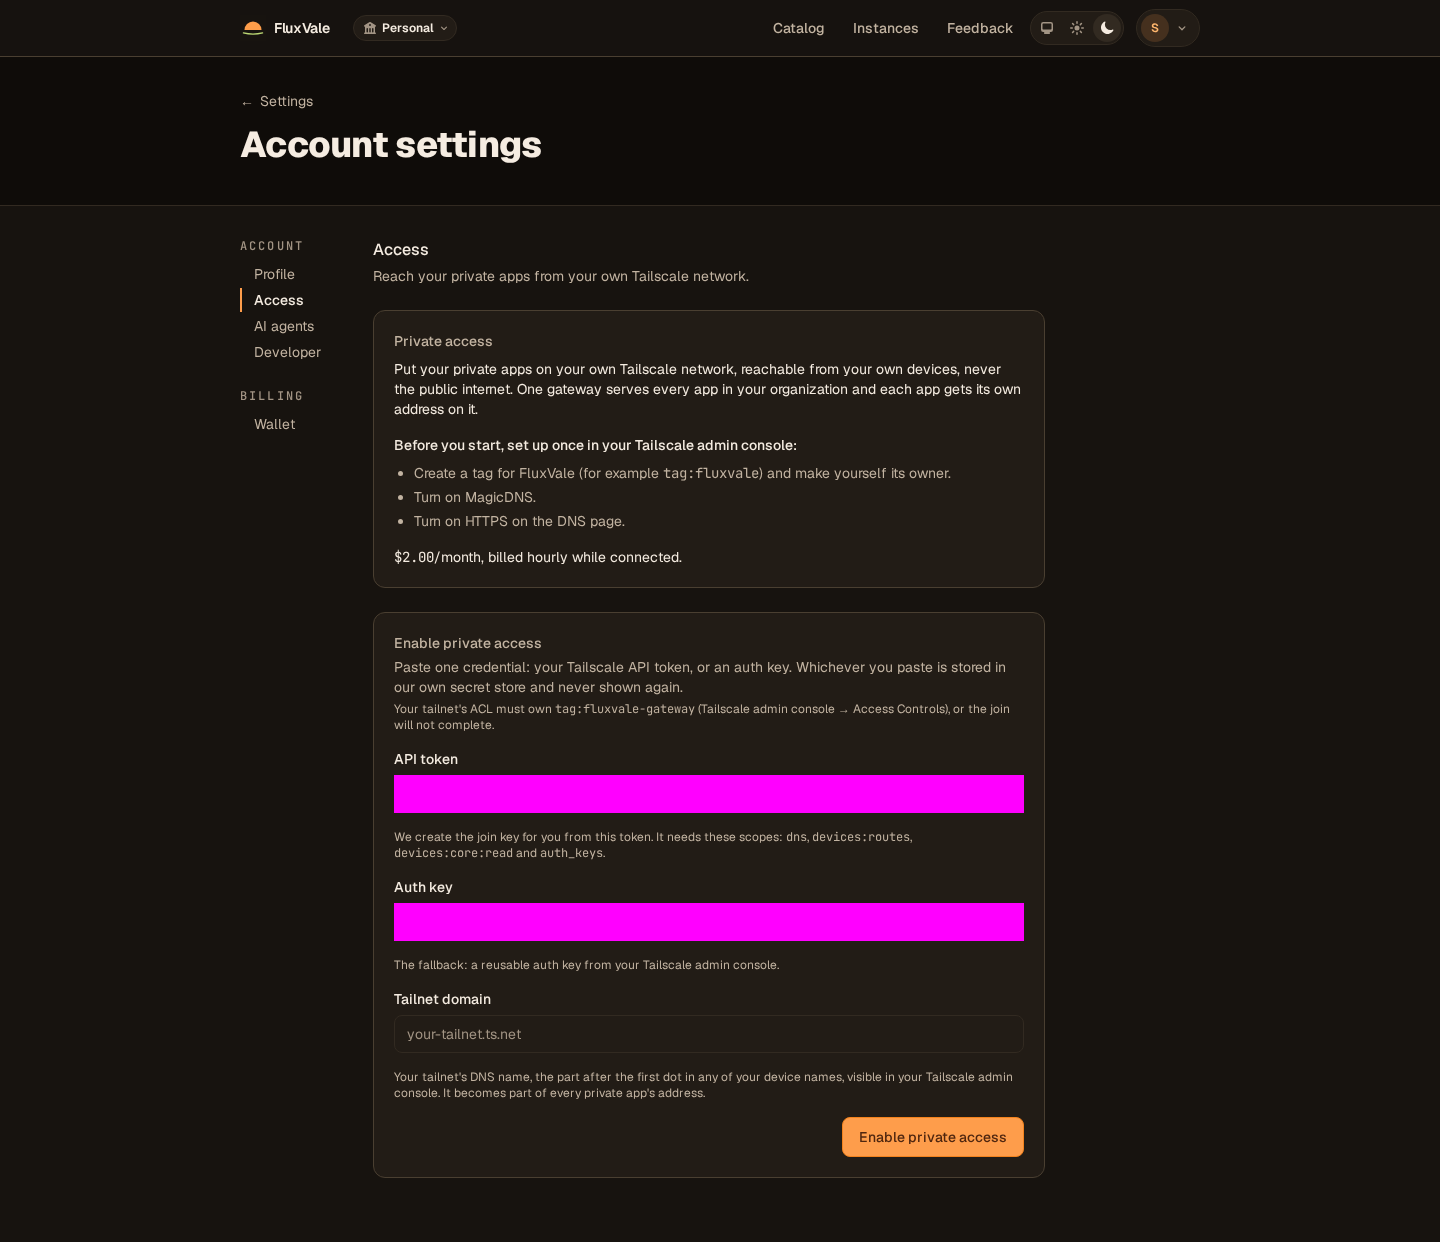 FluxVale
Personal
Catalog
Instances
Feedback
S
← Settings
Account settings
ACCOUNT
Profile
Access
AI agents
Developer
BILLING
Wallet
Access
Reach your private apps from your own Tailscale network.
Private access
Put your private apps on your own Tailscale network, reachable from your own devices, never
the public internet. One gateway serves every app in your organization and each app gets its own
address on it.
Before you start, set up once in your Tailscale admin console:
• Create a tag for FluxVale (for example tag:fluxvale) and make yourself its owner.
• Turn on MagicDNS.
• Turn on HTTPS on the DNS page.
$2.00/month, billed hourly while connected.
Enable private access
Paste one credential: your Tailscale API token, or an auth key. Whichever you paste is stored in
our own secret store and never shown again.
Your tailnet's ACL must own tag:fluxvale-gateway (Tailscale admin console → Access Controls), or the join
will not complete.
API token
We create the join key for you from this token. It needs these scopes: dns, devices:routes,
devices:core:read and auth_keys.
Auth key
The fallback: a reusable auth key from your Tailscale admin console.
Tailnet domain
your-tailnet.ts.net
Your tailnet's DNS name, the part after the first dot in any of your device names, visible in your Tailscale admin
console. It becomes part of every private app's address.
Enable private access